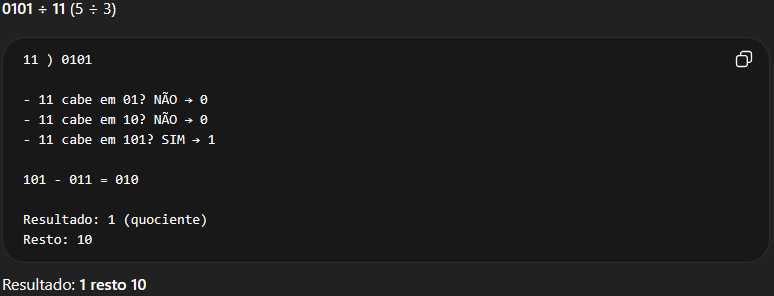 0101 ÷ 11 (5 ÷ 3)
11 ) 0101
- 11 cabe em 01? NÃO → 0
- 11 cabe em 10? NÃO → 0
- 11 cabe em 101? SIM → 1
101 - 011 = 010
Resultado: 1 (quociente)
Resto: 10
Resultado: 1 resto 10